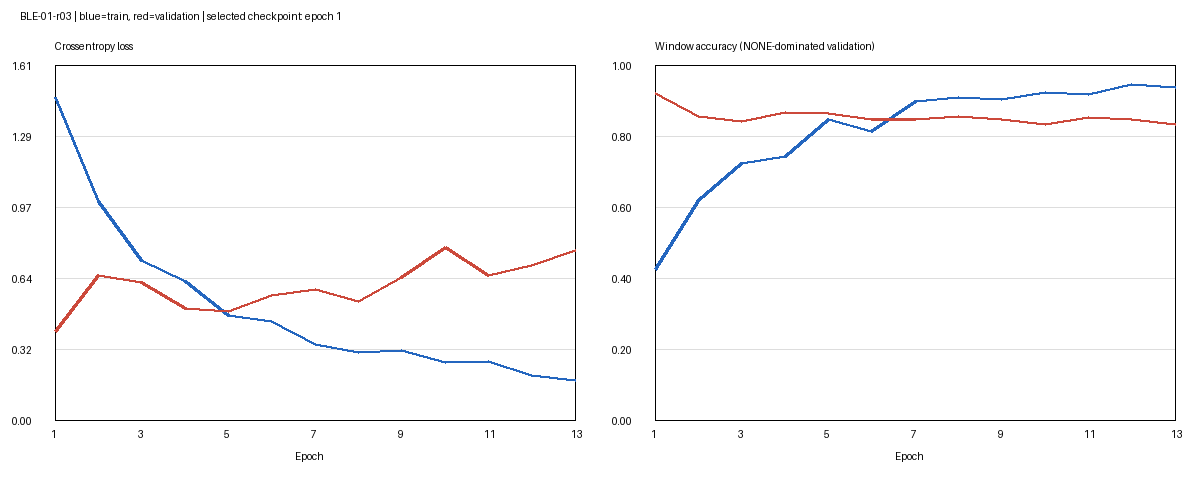 BLE-01-r03 | blue=train, red=validation | selected checkpoint: epoch 1
Crossentropy loss
1.61
1.29
0.97
0.64
0.32
0.00
1 3 5 7 9 11 13
Epoch
Window accuracy (NONE-dominated validation)
1.00
0.80
0.60
0.40
0.20
0.00
1 3 5 7 9 11 13
Epoch